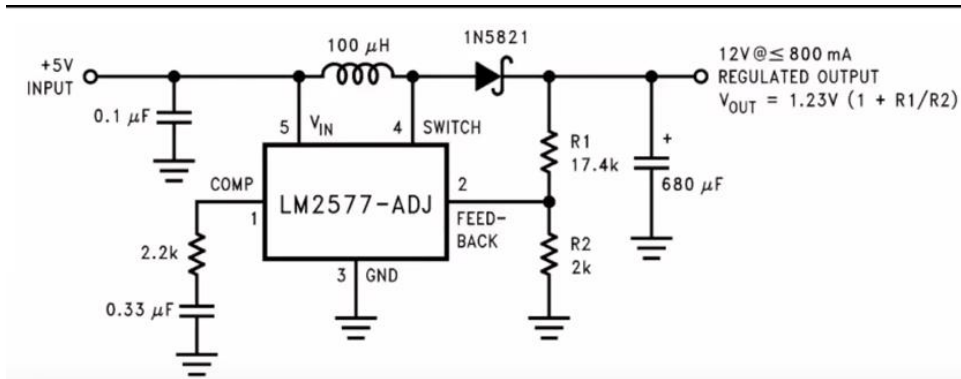 +5V
INPUT
0.1 μF
100 μH
1N5821
12V@≤ 800 mA
REGULATED OUTPUT
V_OUT = 1.23V (1 + R1/R2)
5
V_IN
4
SWITCH
COMP
1
LM2577-ADJ
2
FEED-
BACK
3
GND
2.2k
0.33 μF
R1
17.4k
R2
2k
+
680 μF